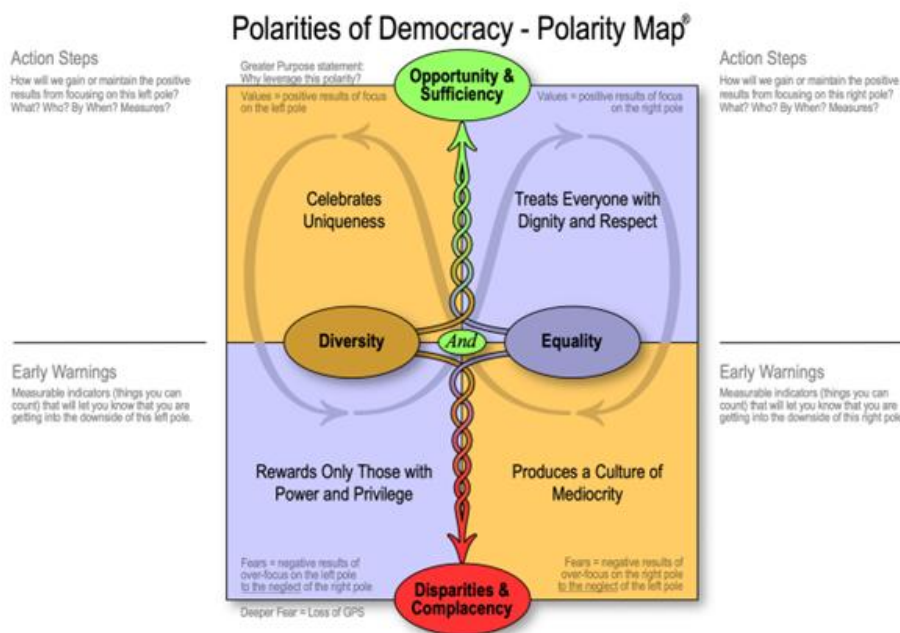 Polarities of Democracy - Polarity Map®
Action Steps
How will we gain or maintain the positive
results from focusing on this left pole?
What? Who? By When? Measures?
Greater Purpose statement:
Why leverage this polarity?
Opportunity &
Sufficiency
Action Steps
How will we gain or maintain the positive
results from focusing on this right pole?
What? Who? By When? Measures?
Values = positive results of focus
on the left pole
Values = positive results of focus
on the right pole
Celebrates
Uniqueness
Treats Everyone with
Dignity and Respect
Diversity
And
Equality
Early Warnings
Measurable indicators (things you can
count) that will let you know that you are
getting into the downside of this left pole.
Early Warnings
Measurable indicators (things you can
count) that will let you know that you are
getting into the downside of this right pole
Rewards Only Those with
Power and Privilege
Produces a Culture of
Mediocrity
Fears = negative results of
over-focus on the left pole
to the neglect of the right pole
Fears = negative results of
over-focus on the right pole
to the neglect of the left pole
Disparities &
Complacency
Deeper Fear = Loss of GPS